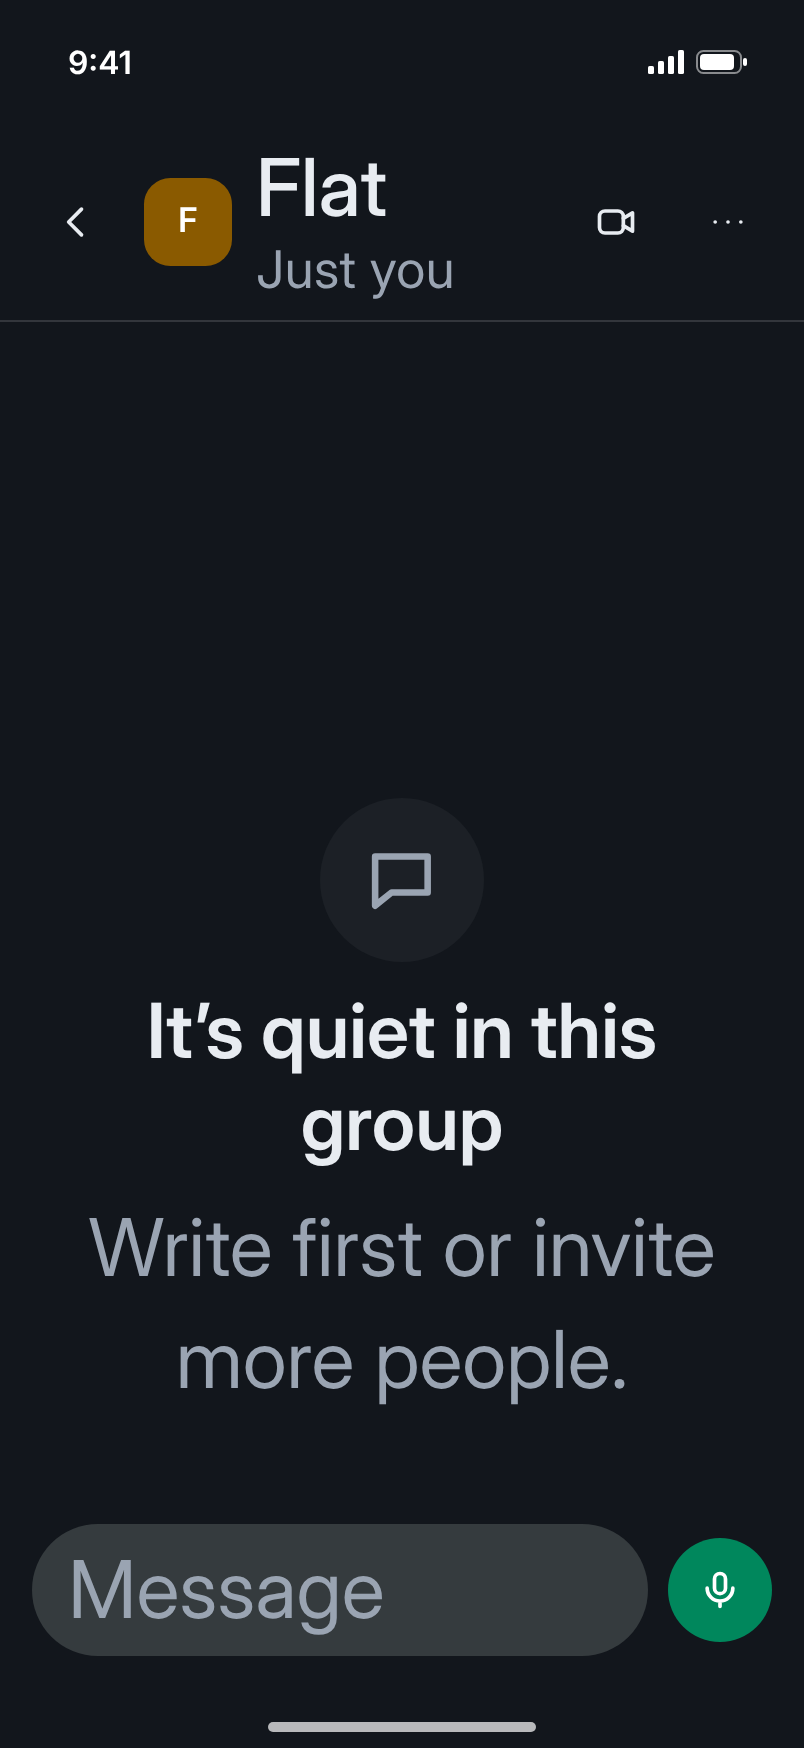 9:41
F
Flat
Just you
It’s quiet in this
group
Write first or invite
more people.
Message